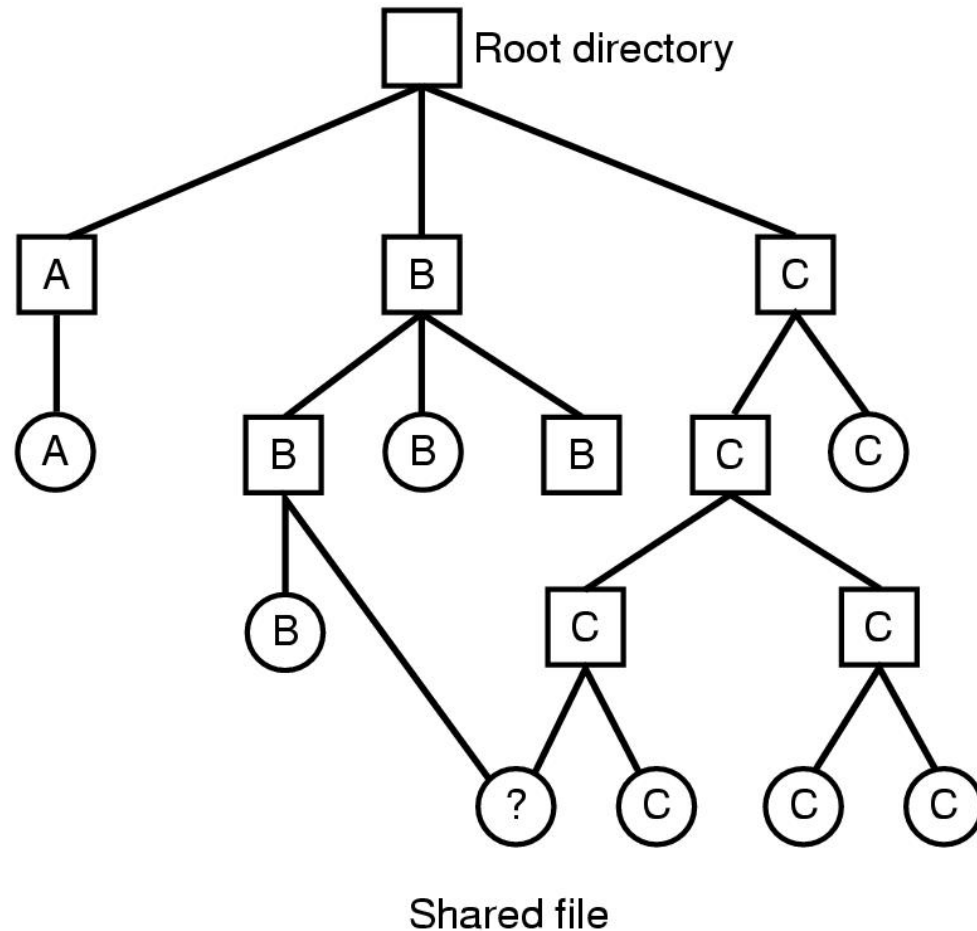 Root directory
A B C
B B B C C
A
B C C
? C C C
Shared file